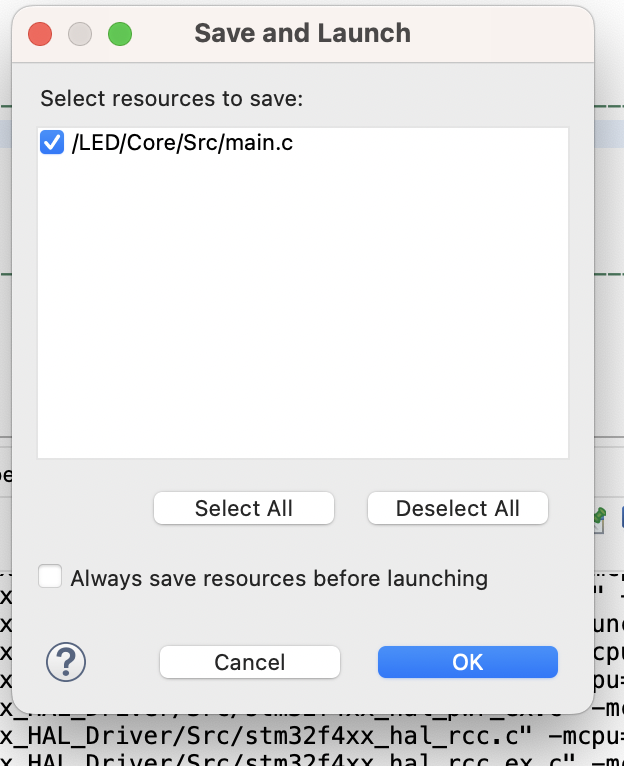 Save and Launch
Select resources to save:
/LED/Core/Src/main.c
Select All
Deselect All
Always save resources before launching
?
Cancel
OK
x_HAL_Driver/Src/stm32f4xx_hal_rcc.c" -mcpu=
x_HAL_Driver/Src/stm32f4xx_hal_rcc_ex.c" -m